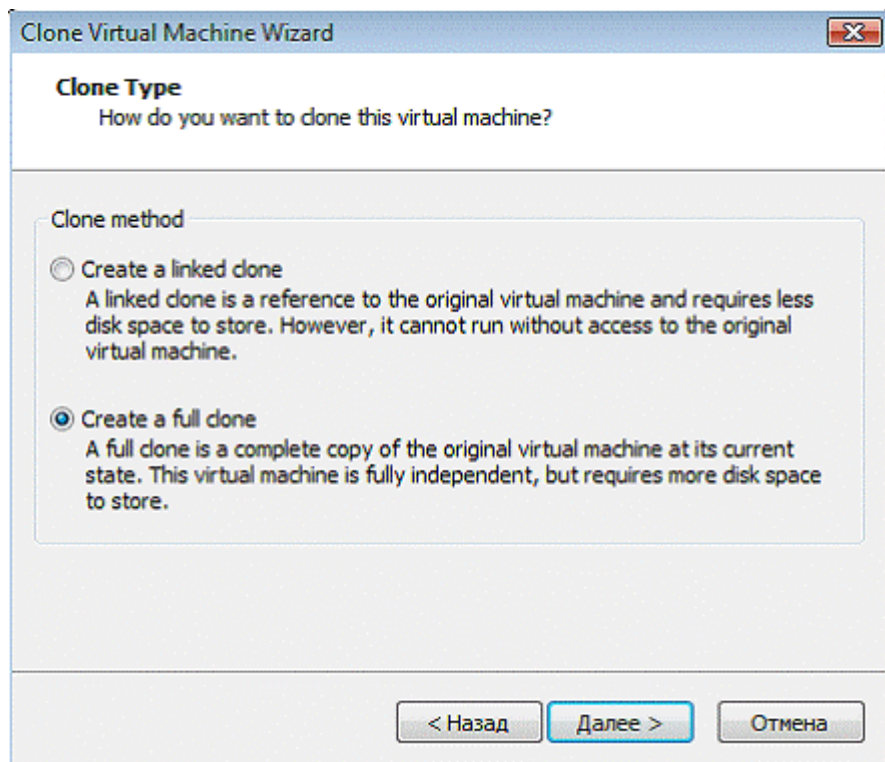 Clone Virtual Machine Wizard
Clone Type
How do you want to clone this virtual machine?
Clone method
Create a linked clone
A linked clone is a reference to the original virtual machine and requires less
disk space to store. However, it cannot run without access to the original
virtual machine.
Create a full clone
A full clone is a complete copy of the original virtual machine at its current
state. This virtual machine is fully independent, but requires more disk space
to store.
< Назад Далее > Отмена